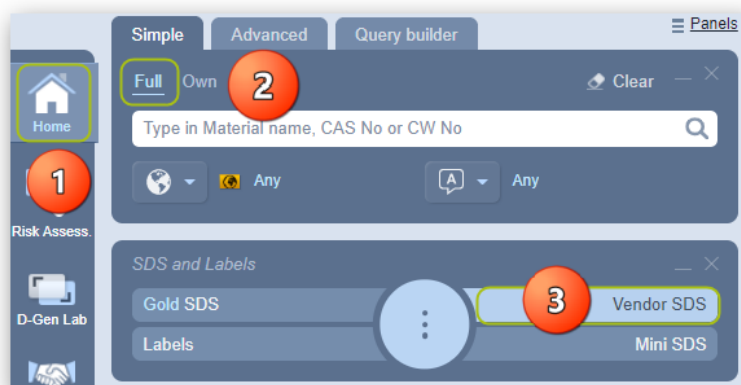 Simple Advanced Query builder Panels
Full Own 2 Clear
Home
Type in Material name, CAS No or CW No
1
Any A Any
Risk Assess.
SDS and Labels
Gold SDS 3 Vendor SDS
D-Gen Lab
Labels Mini SDS